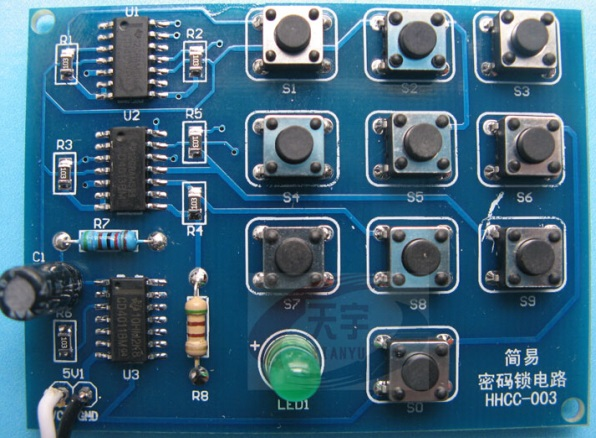 U1
R1
R2
S1
S2
S3
U2
R5
R3
S4
S5
S6
R4
R7
C1
S7
S8
S9
R6
CD4011BM
U3
天宇
简易
5V1
密码锁电路
HHCC-003
GND
R8
LED1
S0